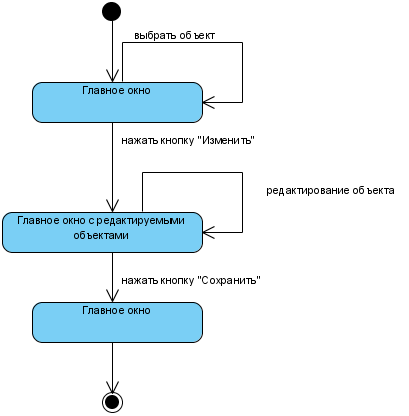 выбрать объект
Главное окно
нажать кнопку "Изменить"
редактирование объекта
Главное окно с редактируемыми
объектами
нажать кнопку "Сохранить"
Главное окно